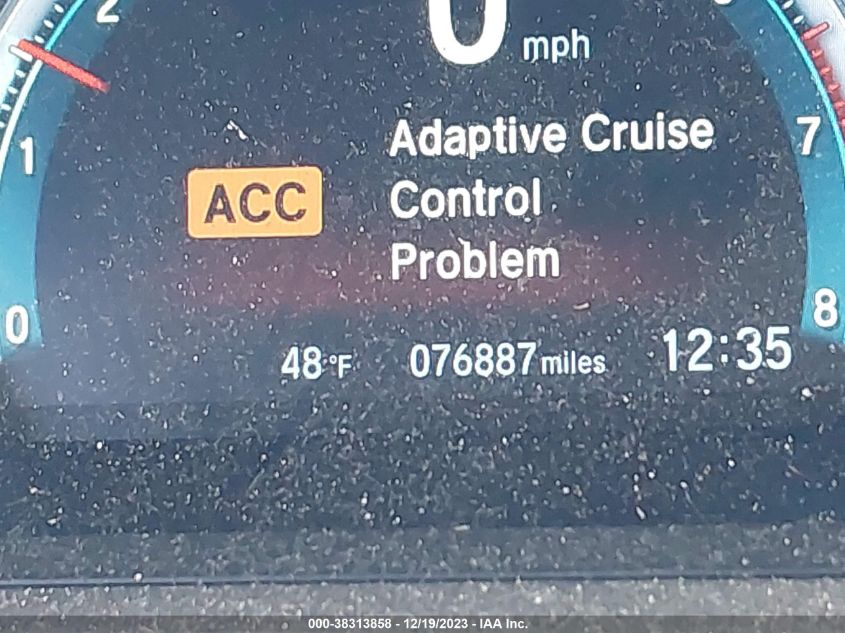 2
0 mph
1
7
Adaptive Cruise
ACC
Control
Problem
0
8
48°F
076887 miles
12:35
000-38313858 - 12/19/2023 - IAA Inc.